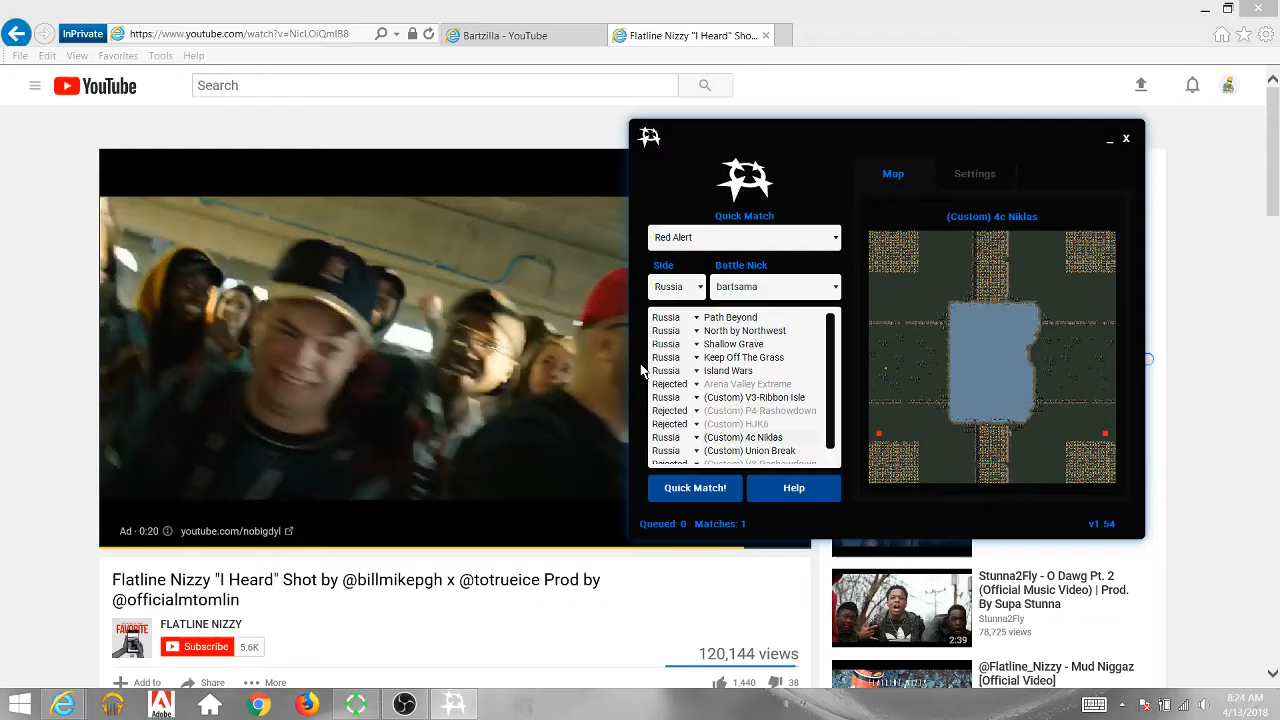 InPrivate https://www.youtube.com/watch?v=NicLOiQmIB8 Bartzilla - YouTube Flatline Nizzy "I Heard" Sho...
File Edit View Favorites Tools Help
YouTube Search
Map Settings
Quick Match (Custom) 4c Niklas
Red Alert
Side Battle Nick
Russia bartsama
Russia Path Beyond
Russia North by Northwest
Russia Shallow Grave
Russia Keep Off The Grass
Russia Island Wars
Rejected Arena Valley Extreme
Russia (Custom) V3-Ribbon Isle
Rejected (Custom) P4-Rashowdown
Rejected (Custom) HJK6
Russia (Custom) 4c Niklas
Russia (Custom) Union Break
Rejected (Custom) V8-Rashowdown
Quick Match! Help
Queued: 0 Matches: 1 v1.54
Ad · 0:20 youtube.com/nobigdyl
Flatline Nizzy "I Heard" Shot by @billmikepgh x @totrueice Prod by
@officialmtomlin
FLATLINE NIZZY
Subscribe 5.6K
120,144 views
Add to Share More 1,440 38
Stunna2Fly - O Dawg Pt. 2
(Official Music Video) | Prod.
By Supa Stunna
Stunna2Fly
78,725 views
2:39
@Flatline_Nizzy - Mud Niggaz
[Official Video]
Adobe
8:24 AM
4/13/2018